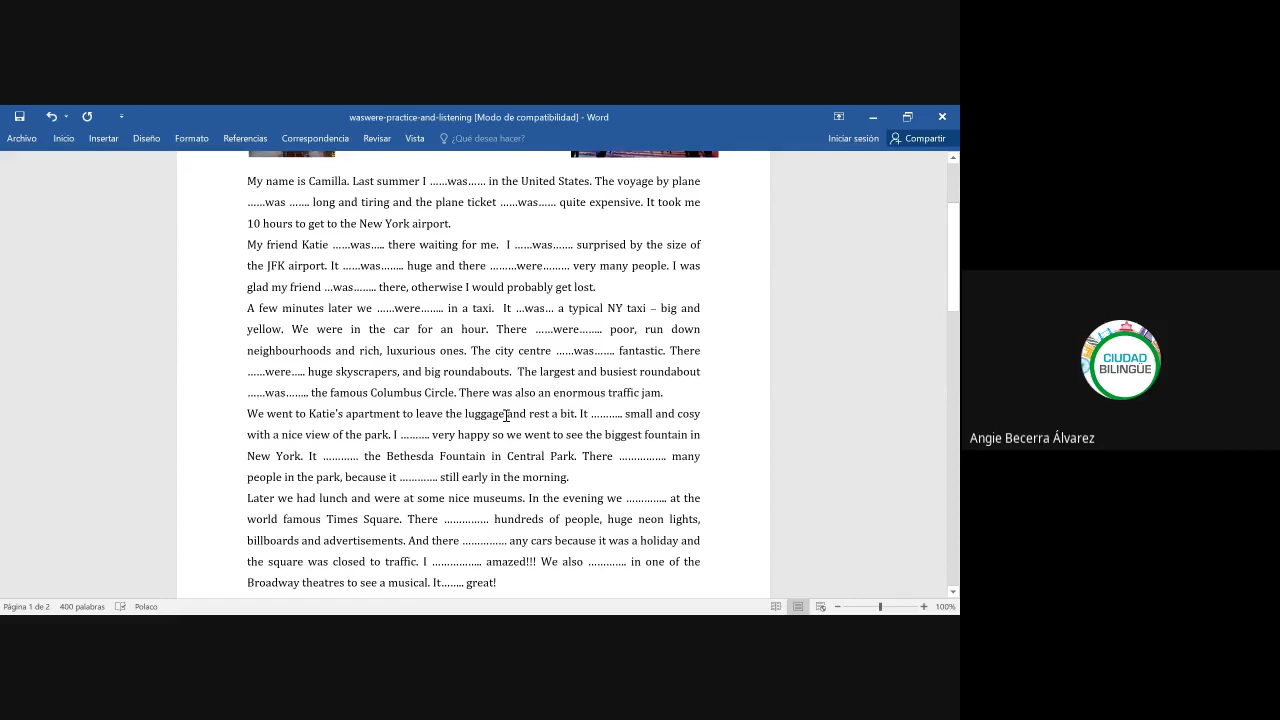 waswere-practice-and-listening [Modo de compatibilidad] - Word
Archivo Inicio Insertar Diseño Formato Referencias Correspondencia Revisar Vista ¿Qué desea hacer? Iniciar sesión Compartir
My name is Camilla. Last summer I ……was…… in the United States. The voyage by plane
……was ……. long and tiring and the plane ticket ……was…… quite expensive. It took me
10 hours to get to the New York airport.
My friend Katie ……was….. there waiting for me. I ……was……. surprised by the size of
the JFK airport. It ……was…….. huge and there ………were……… very many people. I was
glad my friend …was…….. there, otherwise I would probably get lost.
A few minutes later we ……were…….. in a taxi. It …was… a typical NY taxi – big and
yellow. We were in the car for an hour. There ……were…….. poor, run down
neighbourhoods and rich, luxurious ones. The city centre ……was……. fantastic. There
……were….. huge skyscrapers, and big roundabouts. The largest and busiest roundabout
……was…….. the famous Columbus Circle. There was also an enormous traffic jam.
We went to Katie's apartment to leave the luggage and rest a bit. It ……….. small and cosy
with a nice view of the park. I ………. very happy so we went to see the biggest fountain in
New York. It ………… the Bethesda Fountain in Central Park. There ……………. many
people in the park, because it …………. still early in the morning.
Later we had lunch and were at some nice museums. In the evening we ………….. at the
world famous Times Square. There …………… hundreds of people, huge neon lights,
billboards and advertisements. And there …………… any cars because it was a holiday and
the square was closed to traffic. I …………….. amazed!!! We also …………. in one of the
Broadway theatres to see a musical. It…….. great!
Página 1 de 2 400 palabras Polaco 100%
CIUDAD
BILINGÜE
Angie Becerra Álvarez